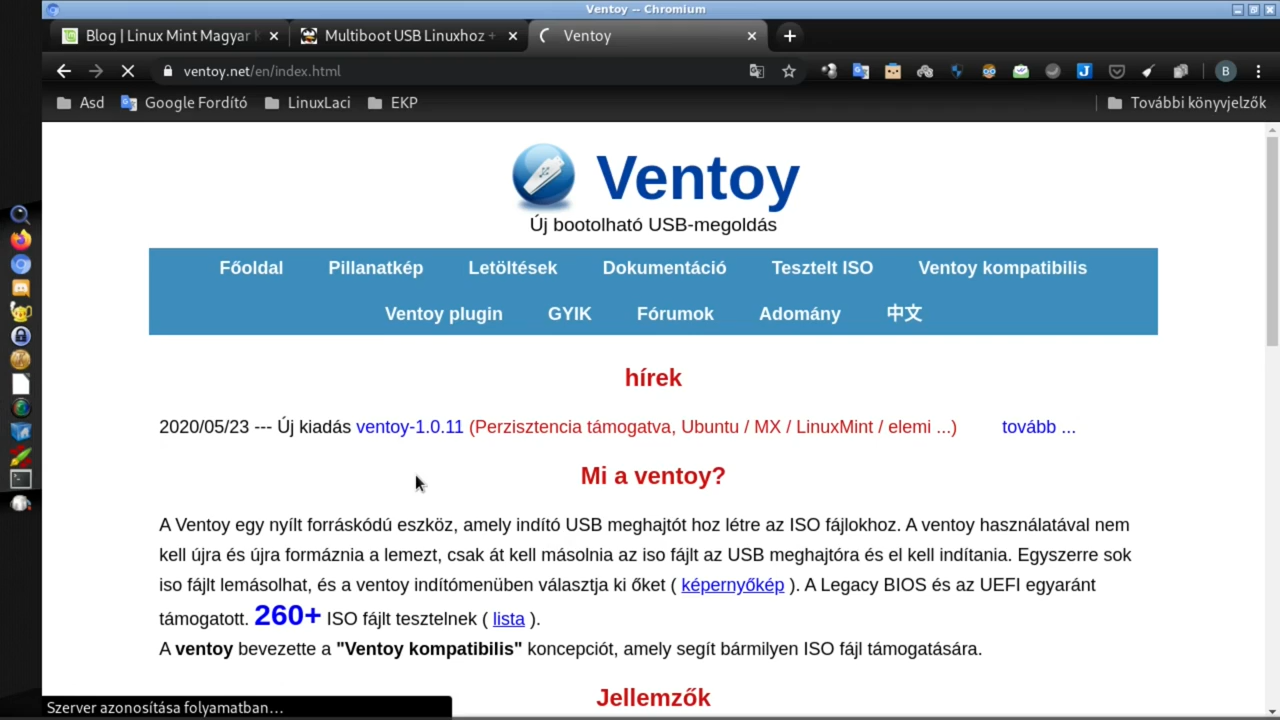 Ventoy -- Chromium
Blog | Linux Mint Magyar
Multiboot USB Linuxhoz +
Ventoy
ventoy.net/en/index.html
B
Asd
Google Fordító
LinuxLaci
EKP
További könyvjelzők
Ventoy
Új bootolható USB-megoldás
Főoldal
Pillanatkép
Letöltések
Dokumentáció
Tesztelt ISO
Ventoy kompatibilis
Ventoy plugin
GYIK
Fórumok
Adomány
中文
hírek
2020/05/23 --- Új kiadás ventoy-1.0.11 (Perzisztencia támogatva, Ubuntu / MX / LinuxMint / elemi ...) tovább ...
Mi a ventoy?
A Ventoy egy nyílt forráskódú eszköz, amely indító USB meghajtót hoz létre az ISO fájlokhoz. A ventoy használatával nem
kell újra és újra formáznia a lemezt, csak át kell másolnia az iso fájlt az USB meghajtóra és el kell indítania. Egyszerre sok
iso fájlt lemásolhat, és a ventoy indítómenüben választja ki őket ( képernyőkép ). A Legacy BIOS és az UEFI egyaránt
támogatott. 260+ ISO fájlt tesztelnek ( lista ).
A ventoy bevezette a "Ventoy kompatibilis" koncepciót, amely segít bármilyen ISO fájl támogatására.
Jellemzők
Szerver azonosítása folyamatban…